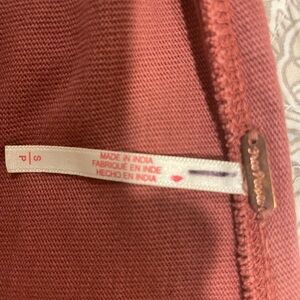 S
P
MADE IN INDIA
FABRIQUÉ EN INDE
HECHO EN INDIA